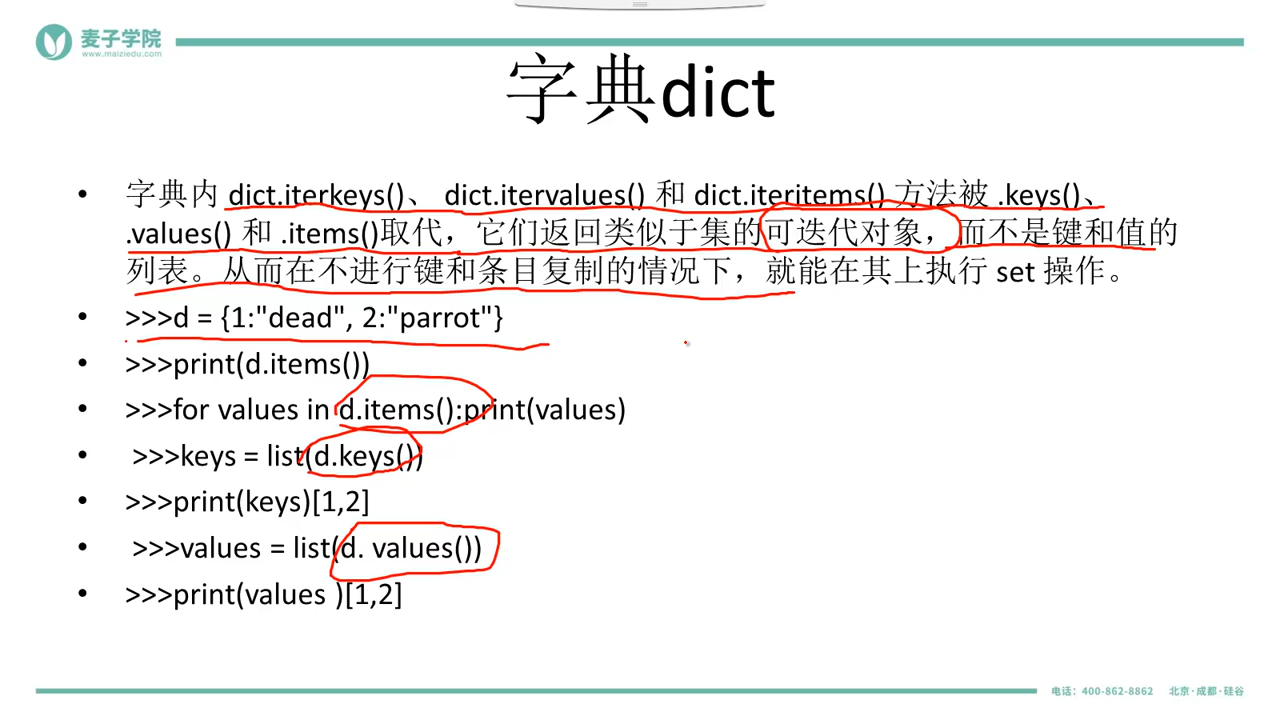 麦子学院
www.maiziedu.com
字典dict
• 字典内 dict.iterkeys()、 dict.itervalues() 和 dict.iteritems() 方法被 .keys()、
.values() 和 .items()取代，它们返回类似于集的可迭代对象，而不是键和值的
列表。从而在不进行键和条目复制的情况下，就能在其上执行 set 操作。
• >>>d = {1:"dead", 2:"parrot"}
• >>>print(d.items())
• >>>for values in d.items():print(values)
• >>>keys = list(d.keys())
• >>>print(keys)[1,2]
• >>>values = list(d. values())
• >>>print(values )[1,2]
电话：400-862-8862 北京·成都·硅谷